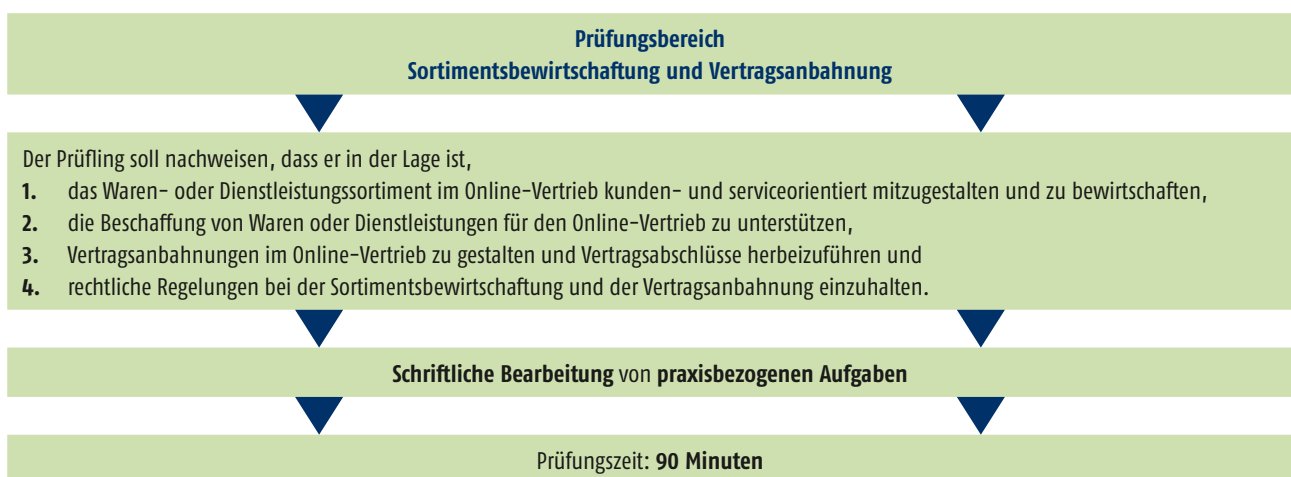 Prüfungsbereich
Sortimentsbewirtschaftung und Vertragsanbahnung
Der Prüfling soll nachweisen, dass er in der Lage ist,
1. das Waren- oder Dienstleistungssortiment im Online-Vertrieb kunden- und serviceorientiert mitzugestalten und zu bewirtschaften,
2. die Beschaffung von Waren oder Dienstleistungen für den Online-Vertrieb zu unterstützen,
3. Vertragsanbahnungen im Online-Vertrieb zu gestalten und Vertragsabschlüsse herbeizuführen und
4. rechtliche Regelungen bei der Sortimentsbewirtschaftung und der Vertragsanbahnung einzuhalten.
Schriftliche Bearbeitung von praxisbezogenen Aufgaben
Prüfungszeit: 90 Minuten